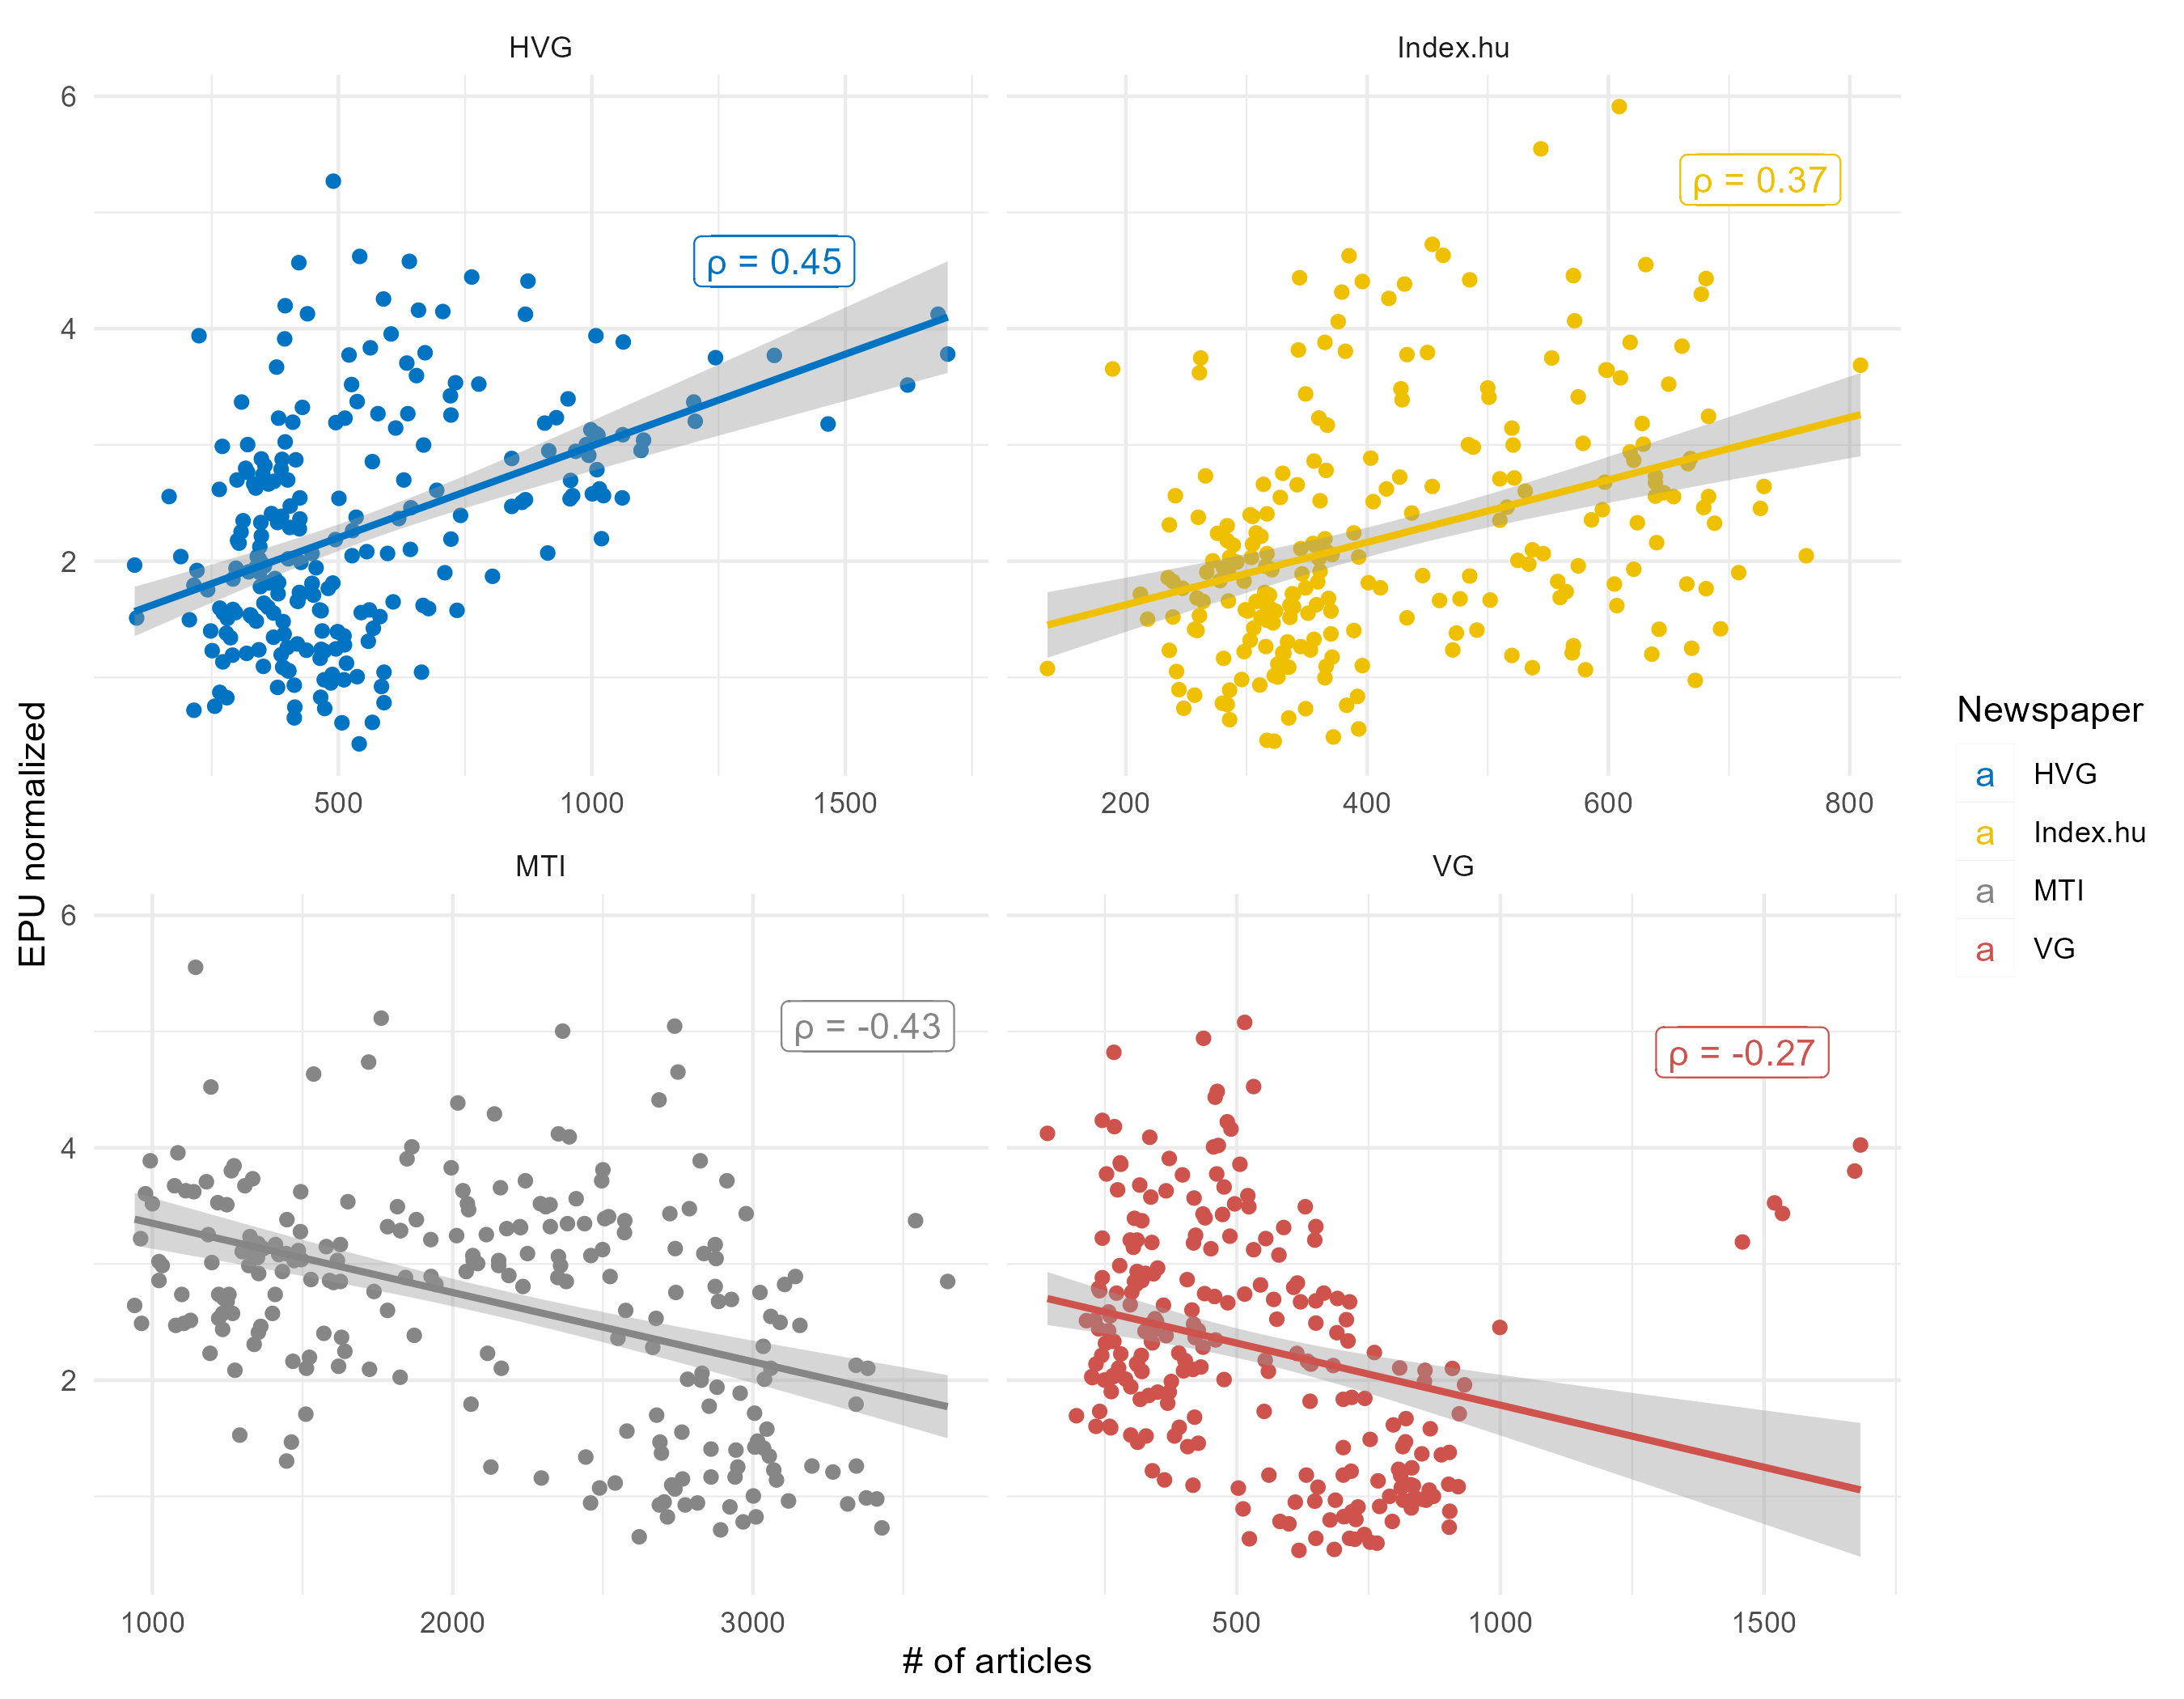 HVG
Index.hu
6
ρ = 0.37
ρ = 0.45
4
2
500
1000
1500
200
400
600
800
EPU normalized
MTI
VG
6
ρ = -0.43
ρ = -0.27
4
2
1000
2000
3000
500
1000
1500
# of articles
Newspaper
a HVG
a Index.hu
a MTI
a VG